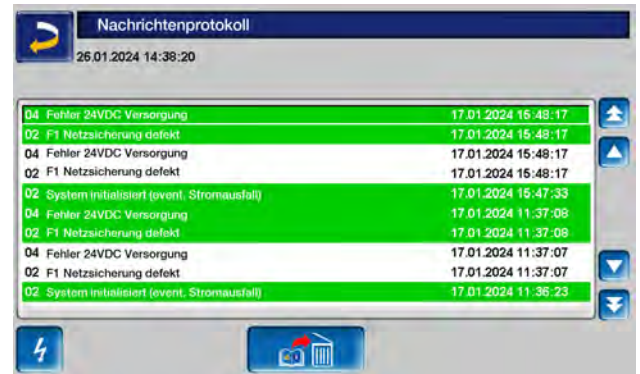 Nachrichtenprotokoll
26.01.2024 14:38:20
04 Fehler 24VDC Versorgung 17.01.2024 15:48:17
02 F1 Netzsicherung defekt 17.01.2024 15:48:17
04 Fehler 24VDC Versorgung 17.01.2024 15:48:17
02 F1 Netzsicherung defekt 17.01.2024 15:48:17
02 System initialisiert (event. Stromausfall) 17.01.2024 15:47:33
04 Fehler 24VDC Versorgung 17.01.2024 11:37:08
02 F1 Netzsicherung defekt 17.01.2024 11:37:08
04 Fehler 24VDC Versorgung 17.01.2024 11:37:07
02 F1 Netzsicherung defekt 17.01.2024 11:37:07
02 System initialisiert (event. Stromausfall) 17.01.2024 11:36:23